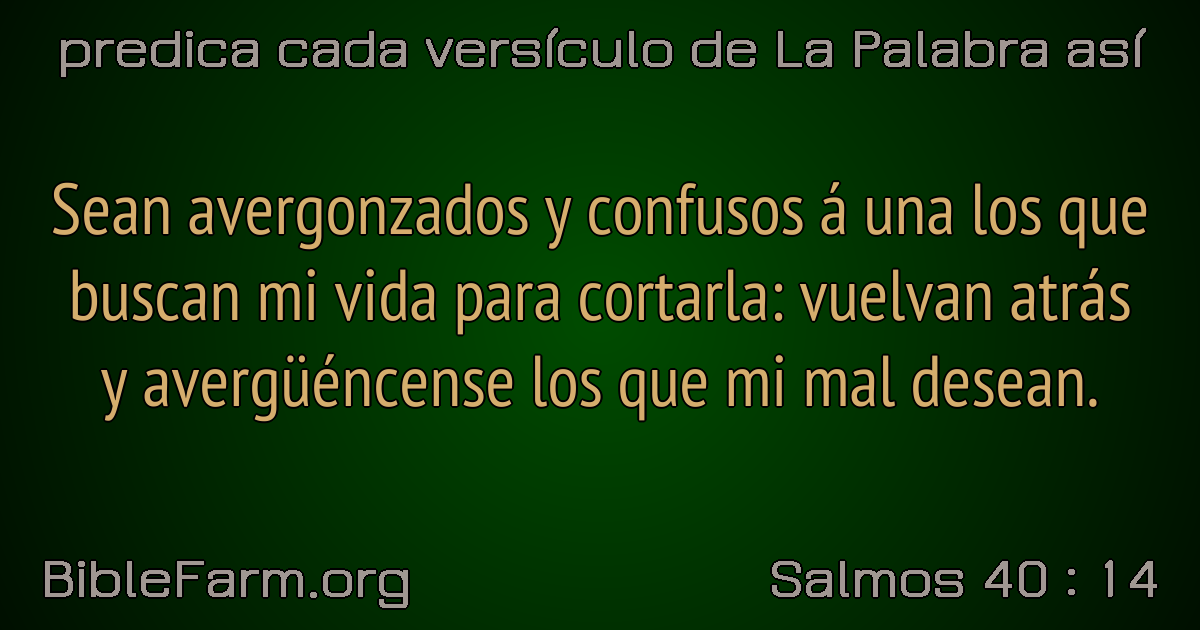 predica cada versículo de La Palabra así
Sean avergonzados y confusos á una los que
buscan mi vida para cortarla: vuelvan atrás
y avergüéncense los que mi mal desean.
BibleFarm.org
Salmos 40 : 14